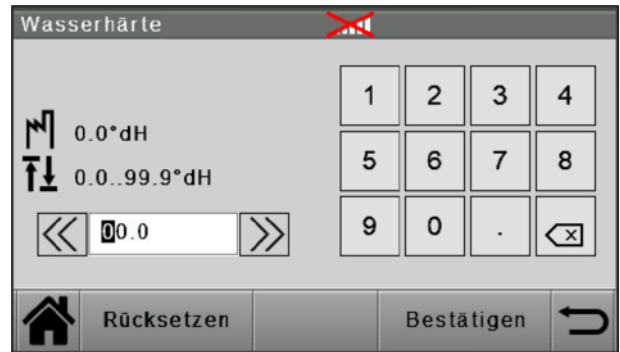 Wasserhärte
0.0°dH
0.0..99.9°dH
00.0
1 2 3 4
5 6 7 8
9 0 .
Rücksetzen
Bestätigen